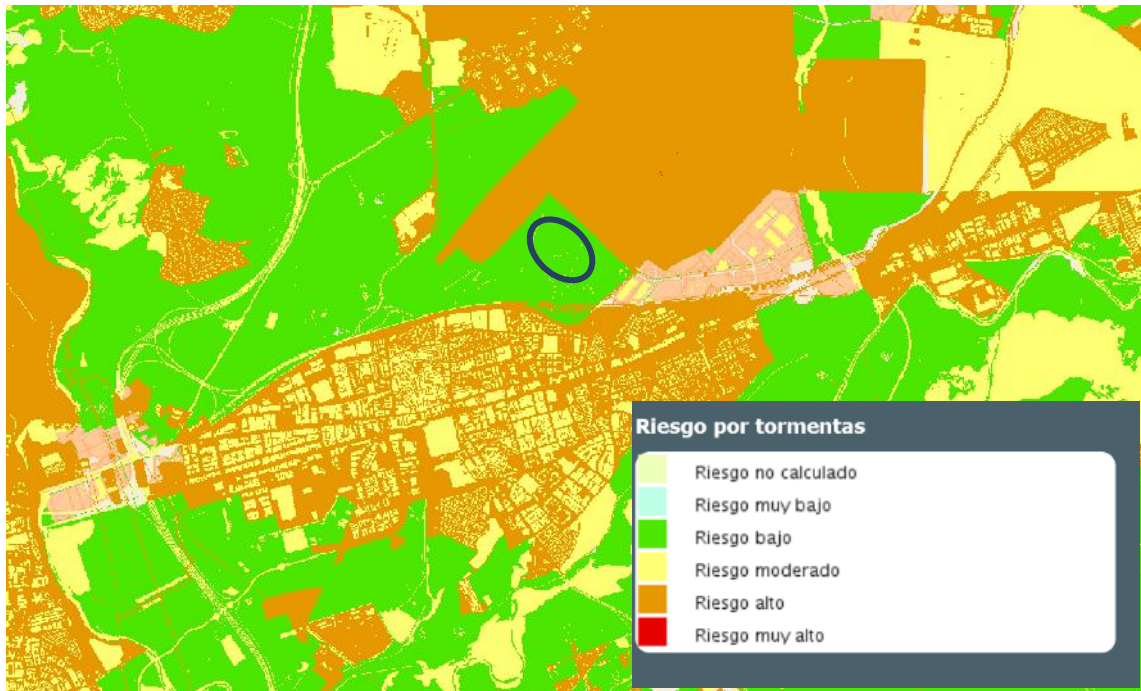 Riesgo por tormentas
Riesgo no calculado
Riesgo muy bajo
Riesgo bajo
Riesgo moderado
Riesgo alto
Riesgo muy alto